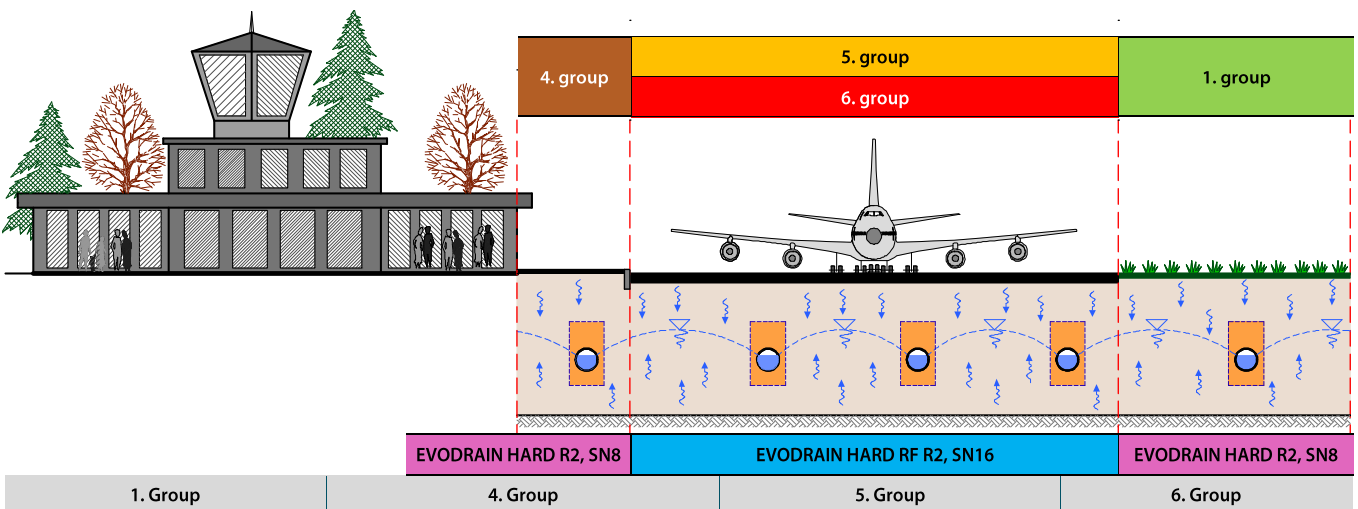 4. group
5. group
6. group
1. group
EVODRAIN HARD R2, SN8
EVODRAIN HARD RF R2, SN16
EVODRAIN HARD R2, SN8
1. Group
4. Group
5. Group
6. Group